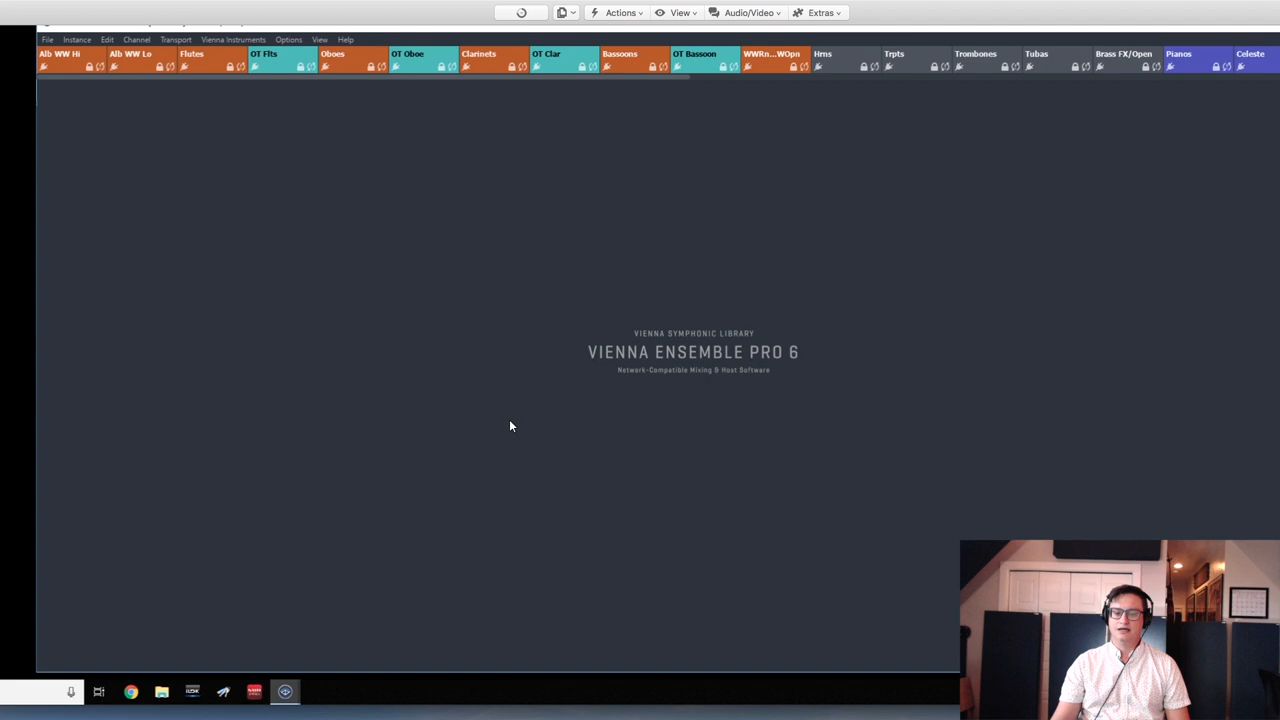 Actions View Audio/Video Extras
File Instance Edit Channel Transport Vienna Instruments Options View Help
Alb WW Hi Alb WW Lo Flutes OT Flts Oboes OT Oboe Clarinets OT Clar Bassoons OT Bassoon WWRn...WOpn Hrns Trpts Trombones Tubas Brass FX/Open Pianos Celeste
VIENNA SYMPHONIC LIBRARY
VIENNA ENSEMBLE PRO 6
Network-Compatible Mixing & Host Software